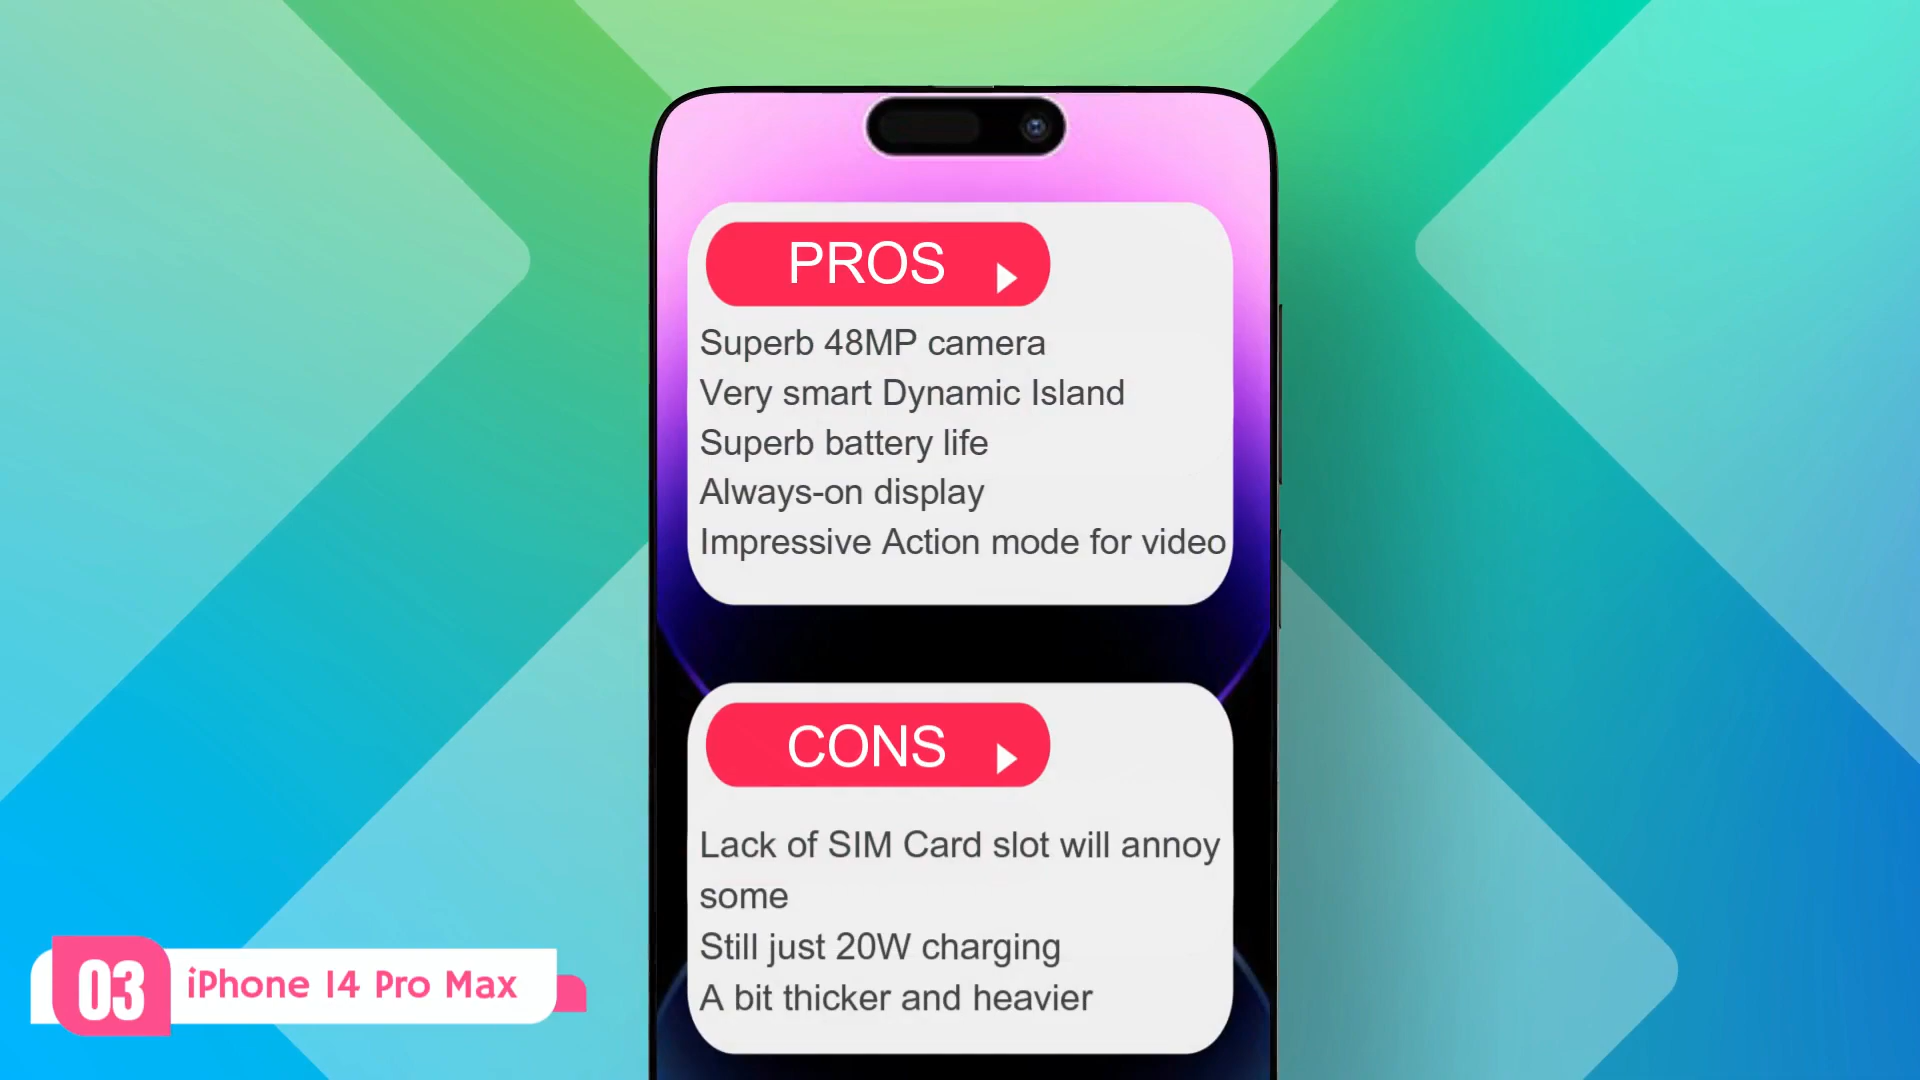 PROS
Superb 48MP camera
Very smart Dynamic Island
Superb battery life
Always-on display
Impressive Action mode for video
CONS
Lack of SIM Card slot will annoy
some
Still just 20W charging
A bit thicker and heavier
03 iPhone 14 Pro Max